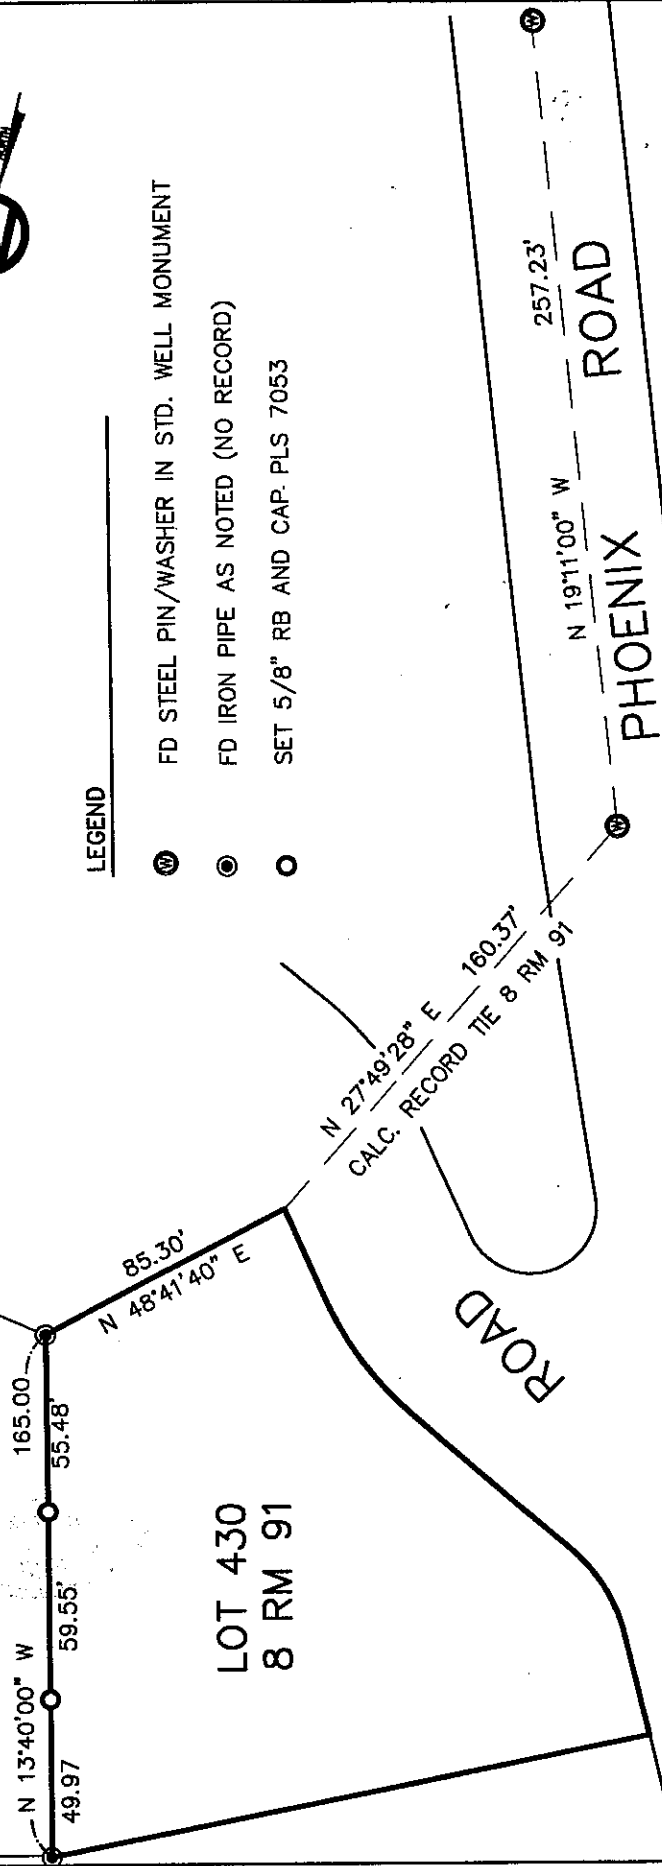 NORTH
LEGEND
FD STEEL PIN/WASHER IN STD. WELL MONUMENT
FD IRON PIPE AS NOTED (NO RECORD)
SET 5/8" RB AND CAP PLS 7053
W
N 13°40'00" W
165.00
49.97
59.55'
55.48'
85.30'
N 48°41'40" E
LOT 430
8 RM 91
N 27°49'28" E 160.37'
CALC. RECORD TIE 8 RM 91
ROAD
N 19°11'00" W
257.23'
PHOENIX ROAD
W
W